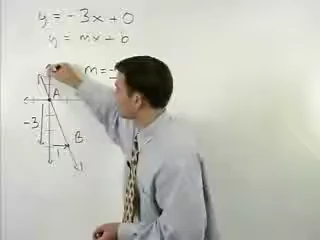 y = -3x + 0
y = mx + b
m =
A
-3
B
1